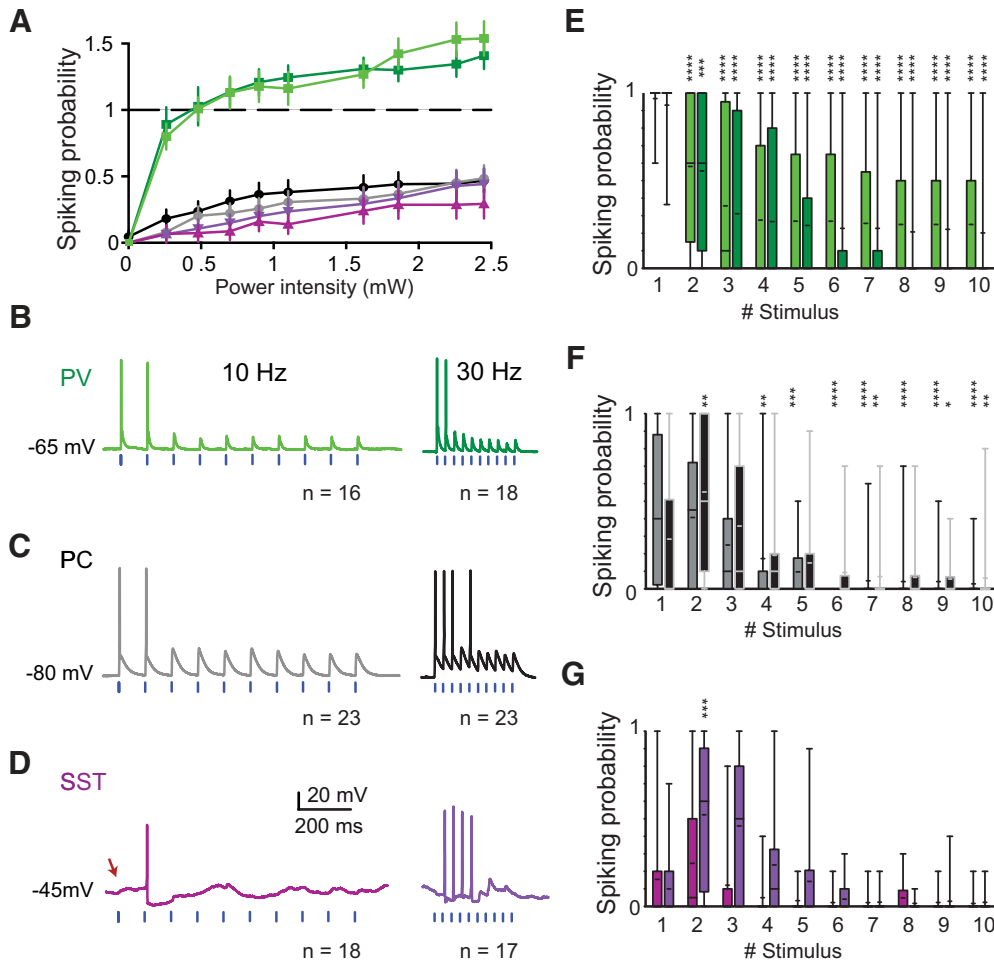 A
Spiking probability
1.5
1
0.5
0
0 0.5 1 1.5 2 2.5
Power intensity (mW)
B
PV
10 Hz
30 Hz
-65 mV
n = 16
n = 18
C
PC
-80 mV
n = 23
n = 23
D
SST
20 mV
200 ms
-45mV
n = 18
n = 17
E
**** *** **** **** **** **** **** **** **** **** **** **** **** **** **** **** **** ****
Spiking probability
1
0
1 2 3 4 5 6 7 8 9 10
# Stimulus
F
** ** *** **** **** ** **** **** * **** **
Spiking probability
1
0
1 2 3 4 5 6 7 8 9 10
# Stimulus
G
***
Spiking probability
1
0
1 2 3 4 5 6 7 8 9 10
# Stimulus